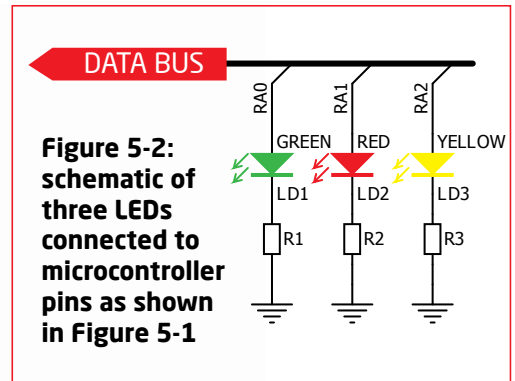 DATA BUS
RA0
RA1
RA2
Figure 5-2:
schematic of
three LEDs
connected to
microcontroller
pins as shown
in Figure 5-1
GREEN
RED
YELLOW
LD1
LD2
LD3
R1
R2
R3